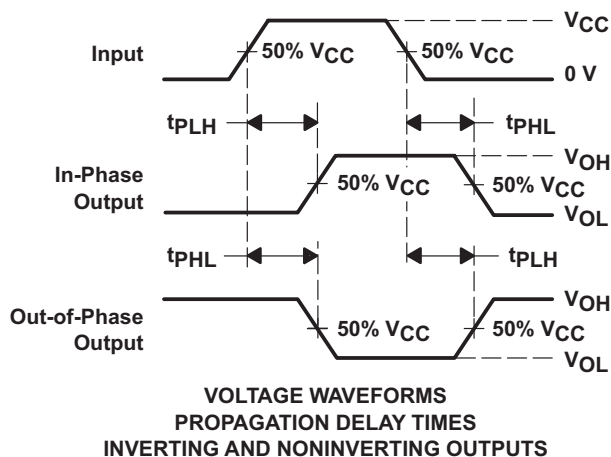 VCC
Input
50% VCC
50% VCC
0 V
tPLH
tPHL
In-Phase
Output
50% VCC
VOH
50% VCC
VOL
tPHL
tPLH
Out-of-Phase
Output
50% VCC
VOH
50% VCC
VOL
VOLTAGE WAVEFORMS
PROPAGATION DELAY TIMES
INVERTING AND NONINVERTING OUTPUTS